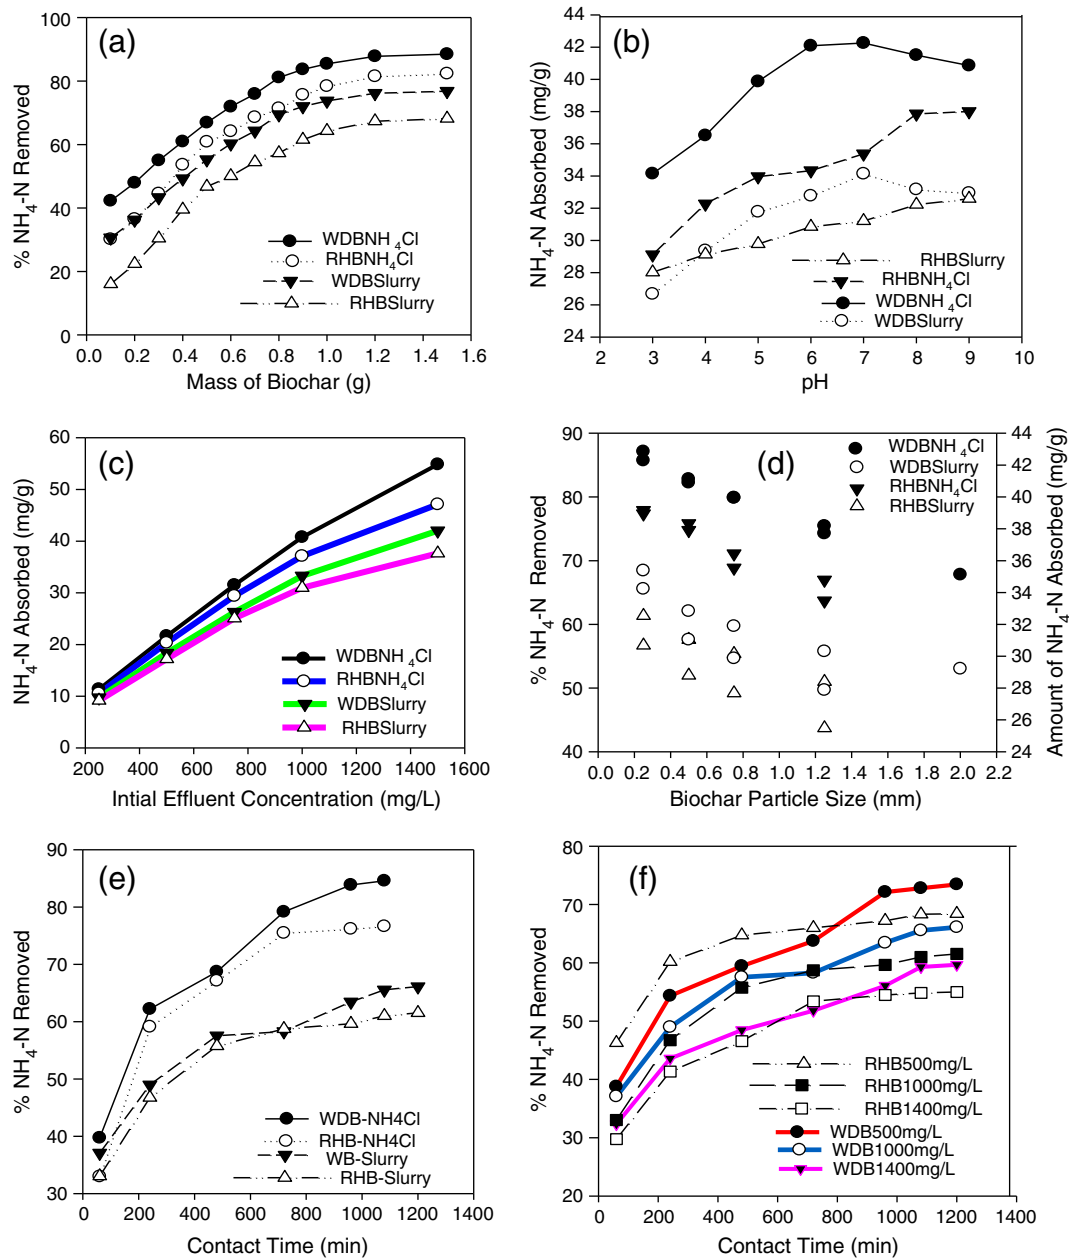 (a)
% NH4-N Removed
100
80
60
40
20
0
WDBNH4Cl
RHBNH4Cl
WDBSlurry
RHBSlurry
0.0 0.2 0.4 0.6 0.8 1.0 1.2 1.4 1.6
Mass of Biochar (g)
(b)
NH4-N Absorbed (mg/g)
44
42
40
38
36
34
32
30
28
26
24
RHBSlurry
RHBNH4Cl
WDBNH4Cl
WDBSlurry
2 3 4 5 6 7 8 9 10
pH
(c)
NH4-N Absorbed (mg/g)
60
50
40
30
20
10
0
WDBNH4Cl
RHBNH4Cl
WDBSlurry
RHBSlurry
200 400 600 800 1000 1200 1400 1600
Intial Effluent Concentration (mg/L)
(d)
% NH4-N Removed
90
80
70
60
50
40
WDBNH4Cl
WDBSlurry
RHBNH4Cl
RHBSlurry
44
42
40
38
36
34
32
30
28
26
24
Amount of NH4-N Absorbed (mg/g)
0.0 0.2 0.4 0.6 0.8 1.0 1.2 1.4 1.6 1.8 2.0 2.2
Biochar Particle Size (mm)
(e)
% NH4-N Removed
90
80
70
60
50
40
30
WDB-NH4Cl
RHB-NH4Cl
WB-Slurry
RHB-Slurry
0 200 400 600 800 1000 1200 1400
Contact Time (min)
(f)
% NH4-N Removed
80
70
60
50
40
30
20
RHB500mg/L
RHB1000mg/L
RHB1400mg/L
WDB500mg/L
WDB1000mg/L
WDB1400mg/L
0 200 400 600 800 1000 1200 1400
Contact Time (min)